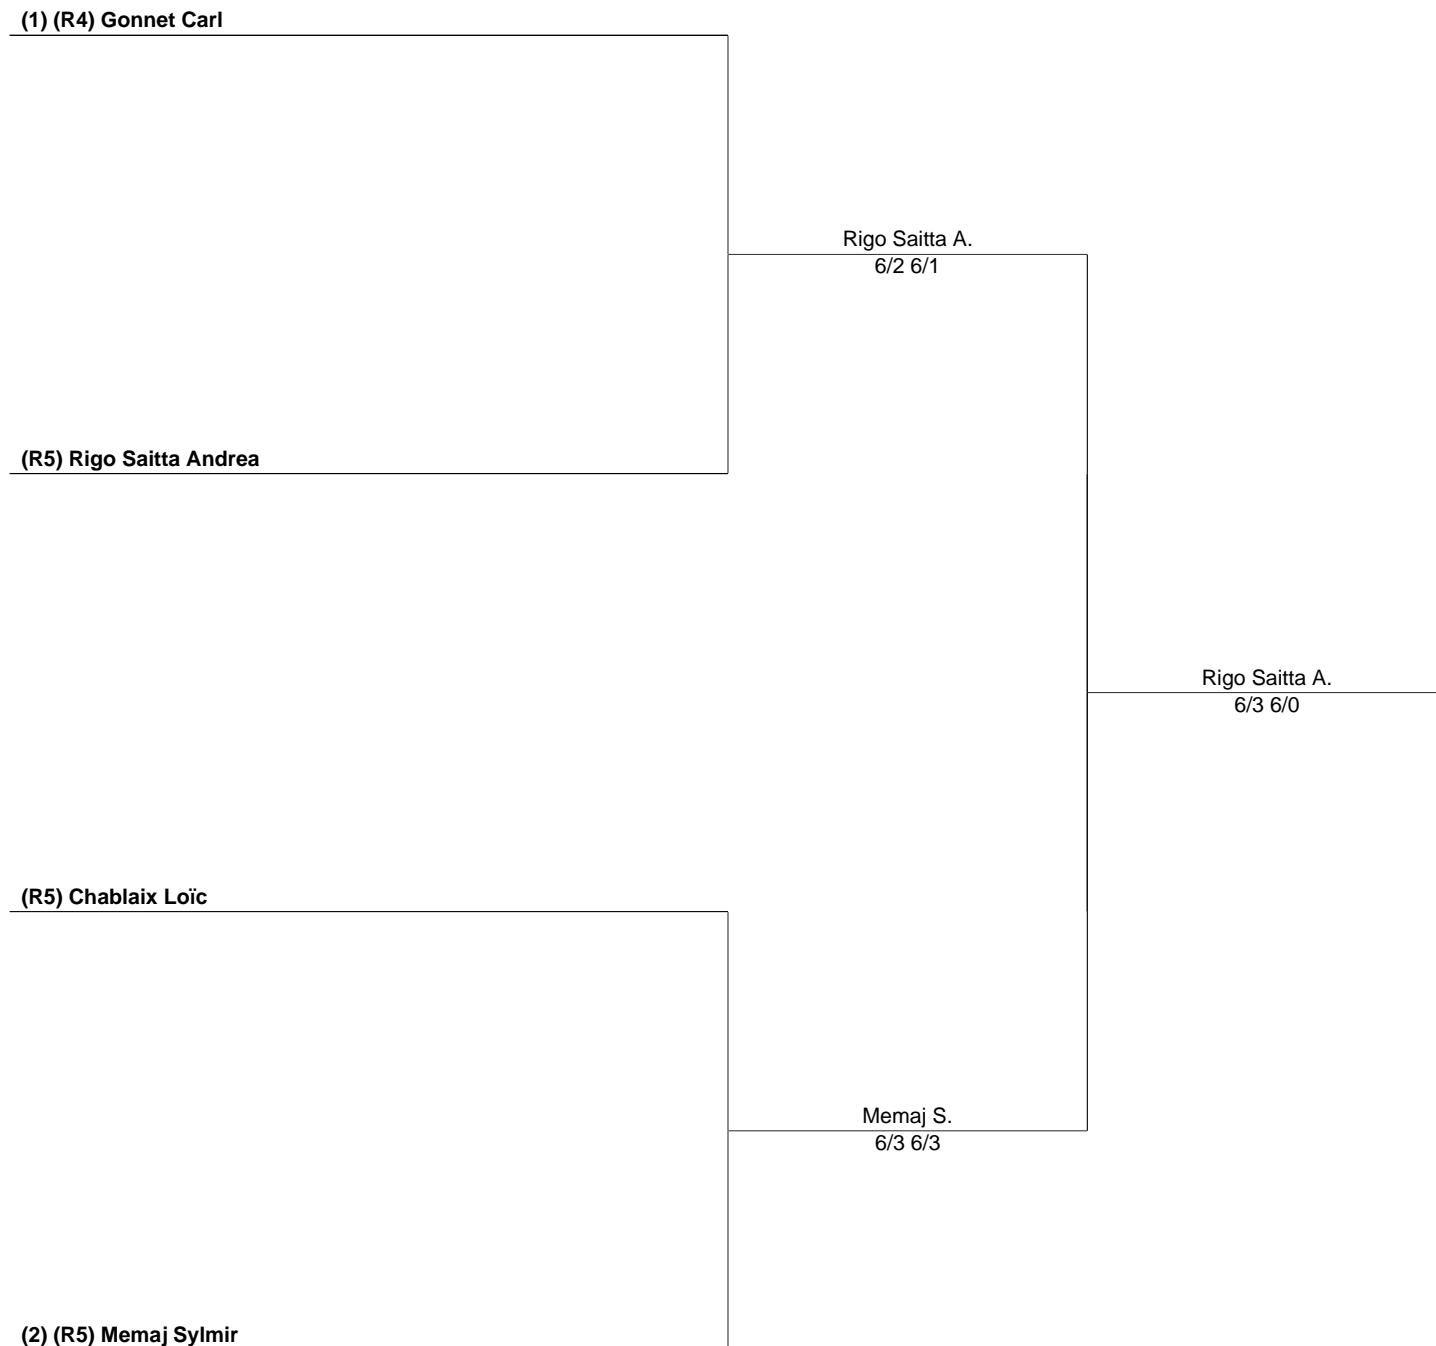 (1) (R4) Gonnet Carl
Rigo Saitta A.
6/2 6/1
(R5) Rigo Saitta Andrea
Rigo Saitta A.
6/3 6/0
(R5) Chablaix Loïc
Memaj S.
6/3 6/3
(2) (R5) Memaj Sylmir